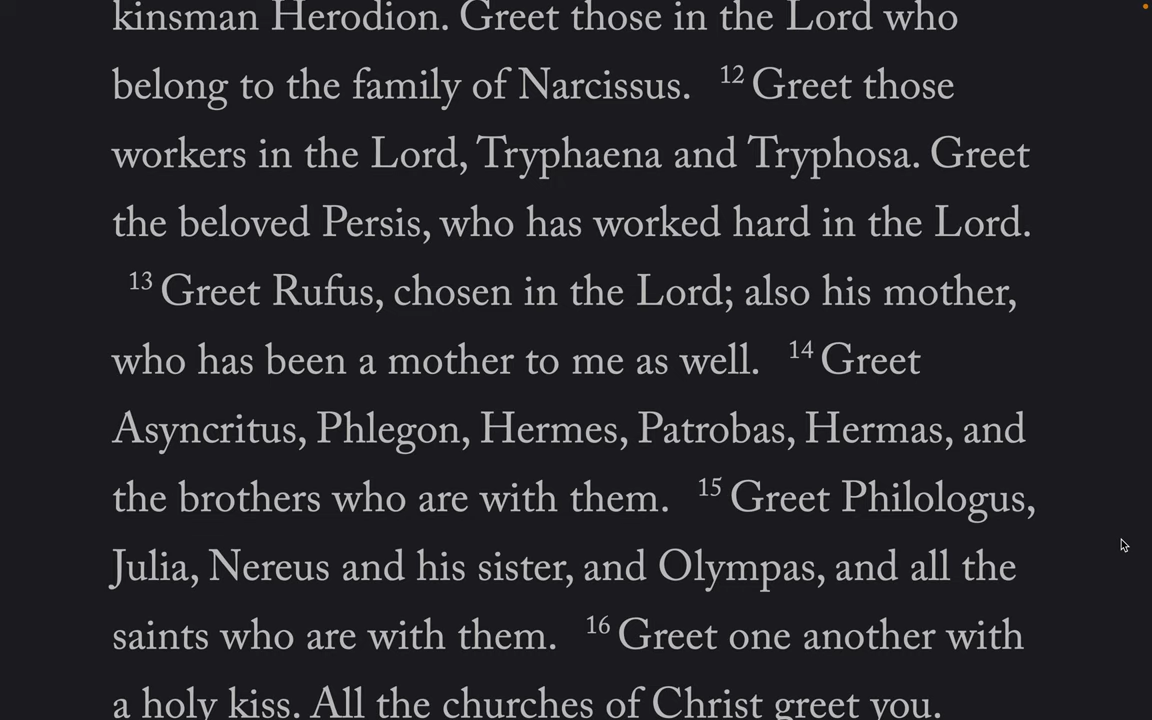 kinsman Herodion. Greet those in the Lord who
belong to the family of Narcissus. 12 Greet those
workers in the Lord, Tryphaena and Tryphosa. Greet
the beloved Persis, who has worked hard in the Lord.
13 Greet Rufus, chosen in the Lord; also his mother,
who has been a mother to me as well. 14 Greet
Asyncritus, Phlegon, Hermes, Patrobas, Hermas, and
the brothers who are with them. 15 Greet Philologus,
Julia, Nereus and his sister, and Olympas, and all the
saints who are with them. 16 Greet one another with
a holy kiss. All the churches of Christ greet you.